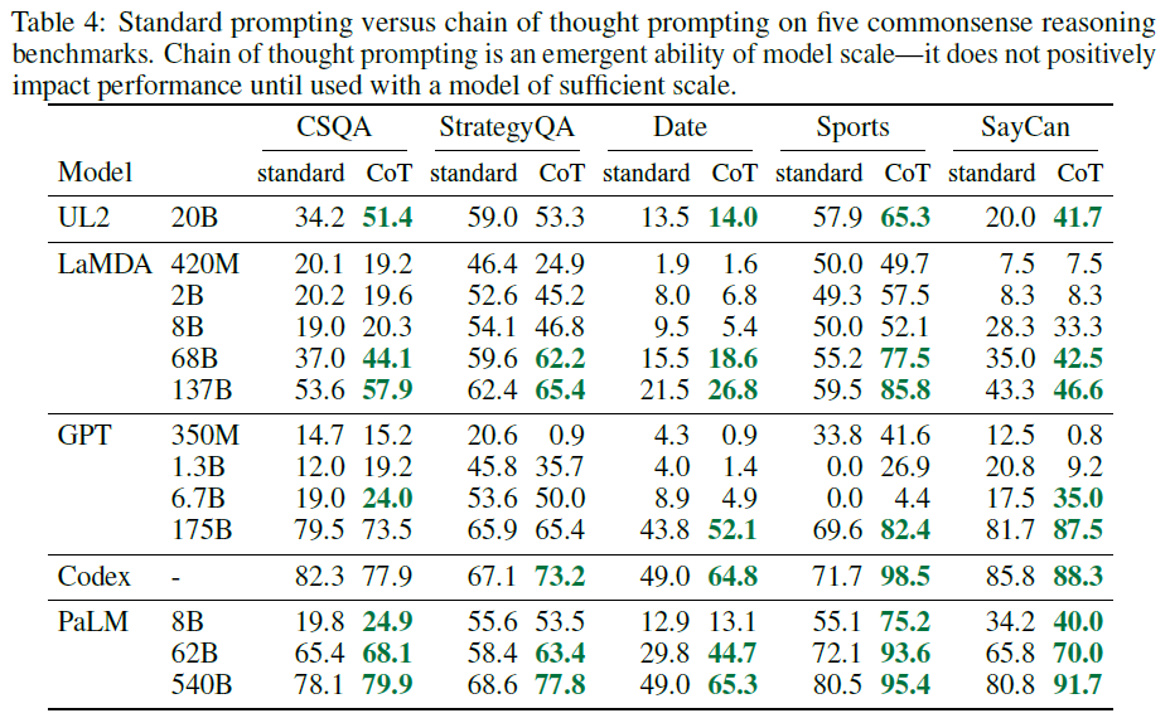 Table 4: Standard prompting versus chain of thought prompting on five commonsense reasoning
benchmarks. Chain of thought prompting is an emergent ability of model scale—it does not positively
impact performance until used with a model of sufficient scale.
CSQA StrategyQA Date Sports SayCan
Model standard CoT standard CoT standard CoT standard CoT standard CoT
UL2 20B 34.2 51.4 59.0 53.3 13.5 14.0 57.9 65.3 20.0 41.7
LaMDA 420M 20.1 19.2 46.4 24.9 1.9 1.6 50.0 49.7 7.5 7.5
2B 20.2 19.6 52.6 45.2 8.0 6.8 49.3 57.5 8.3 8.3
8B 19.0 20.3 54.1 46.8 9.5 5.4 50.0 52.1 28.3 33.3
68B 37.0 44.1 59.6 62.2 15.5 18.6 55.2 77.5 35.0 42.5
137B 53.6 57.9 62.4 65.4 21.5 26.8 59.5 85.8 43.3 46.6
GPT 350M 14.7 15.2 20.6 0.9 4.3 0.9 33.8 41.6 12.5 0.8
1.3B 12.0 19.2 45.8 35.7 4.0 1.4 0.0 26.9 20.8 9.2
6.7B 19.0 24.0 53.6 50.0 8.9 4.9 0.0 4.4 17.5 35.0
175B 79.5 73.5 65.9 65.4 43.8 52.1 69.6 82.4 81.7 87.5
Codex - 82.3 77.9 67.1 73.2 49.0 64.8 71.7 98.5 85.8 88.3
PaLM 8B 19.8 24.9 55.6 53.5 12.9 13.1 55.1 75.2 34.2 40.0
62B 65.4 68.1 58.4 63.4 29.8 44.7 72.1 93.6 65.8 70.0
540B 78.1 79.9 68.6 77.8 49.0 65.3 80.5 95.4 80.8 91.7